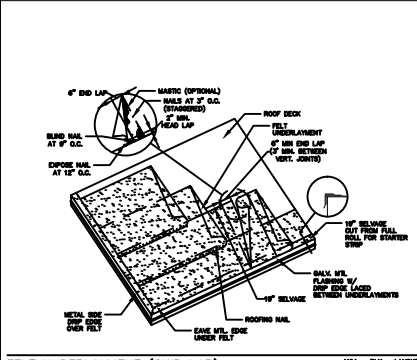 6" END LAP
MASTIC (OPTIONAL)
NAILS AT 3" O.C.
(STAGGERED)
2" MIN.
HEAD LAP
BLIND NAIL
AT 9" O.C.
EXPOSE NAIL
AT 12" O.C.
ROOF DECK
FELT
UNDERLAYMENT
6" MIN END LAP
(3' MIN. BETWEEN
VERT. JOINTS)
19" SELVAGE
CUT FROM FULL
ROLL FOR STARTER
STRIP
GALV. MTL
FLASHING W/
DRIP EDGE LACED
BETWEEN UNDERLAYMENTS
19" SELVAGE
ROOFING NAIL
METAL SIDE
DRIP EDGE
OVER FELT
EAVE MTL. EDGE
UNDER FELT